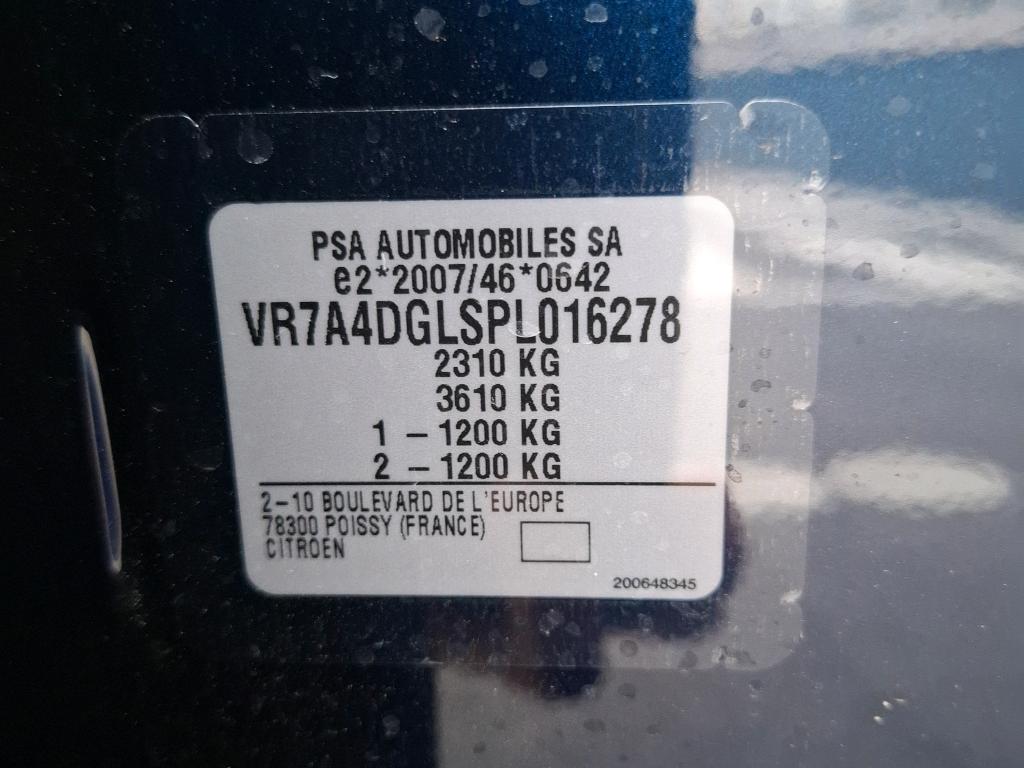 PSA AUTOMOBILES SA
e2*2007/46*0642
VR7A4DGLSPL016278
2310 KG
3610 KG
1 – 1200 KG
2 – 1200 KG
2–10 BOULEVARD DE L'EUROPE
78300 POISSY (FRANCE)
CITROEN
200648345